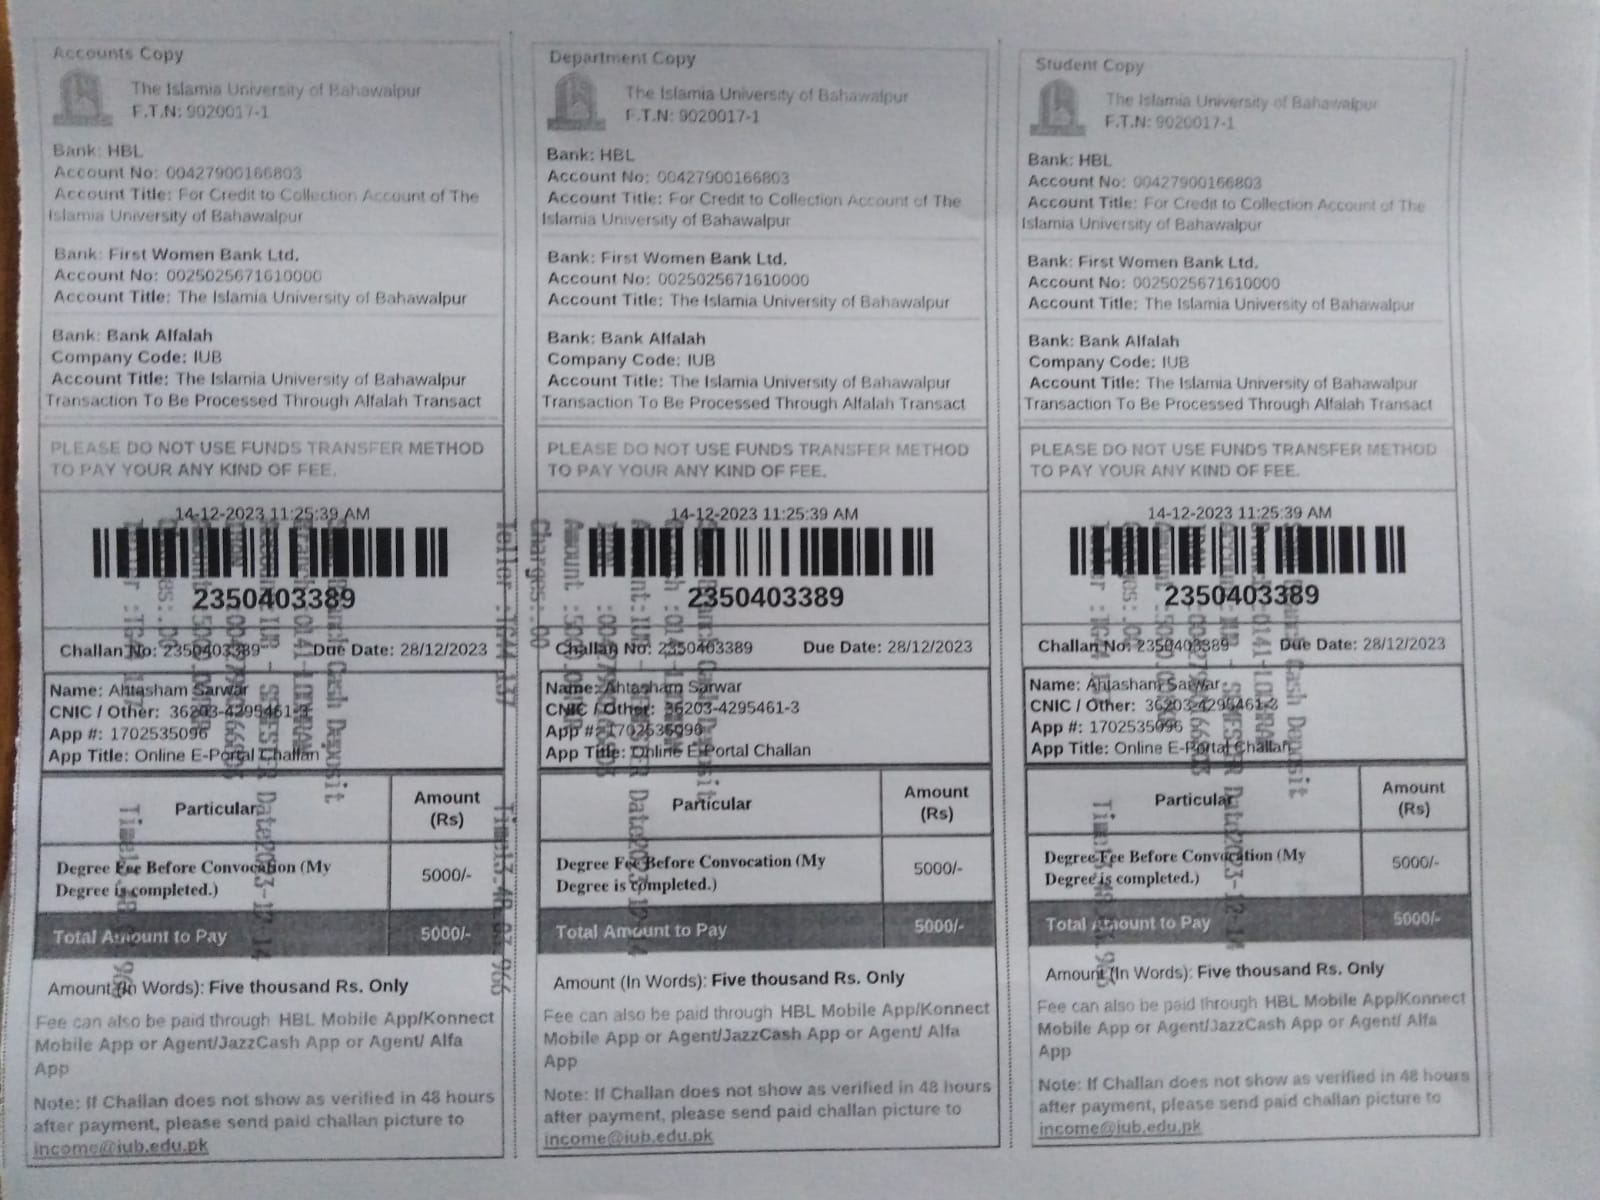 Accounts Copy
The Islamia University of Bahawalpur
F.T.N: 9020017-1
Bank: HBL
Account No: 00427900166803
Account Title: For Credit to Collection Account of The
Islamia University of Bahawalpur
Bank: First Women Bank Ltd.
Account No: 0025025671610000
Account Title: The Islamia University of Bahawalpur
Bank: Bank Alfalah
Company Code: IUB
Account Title: The Islamia University of Bahawalpur
Transaction To Be Processed Through Alfalah Transact
PLEASE DO NOT USE FUNDS TRANSFER METHOD
TO PAY YOUR ANY KIND OF FEE.
14-12-2023 11:25:39 AM
2350403389
Challan No: 2350403389 Due Date: 28/12/2023
Name: Ahtasham Sarwar
CNIC / Other: 36203-4295461-3
App #: 1702535096
App Title: Online E-Portal Challan
Particular Amount
(Rs)
Degree Fee Before Convocation (My
Degree is completed.) 5000/-
Total Amount to Pay 5000/-
Amount (In Words): Five thousand Rs. Only
Fee can also be paid through HBL Mobile App/Konnect
Mobile App or Agent/JazzCash App or Agent/ Alfa
App
Note: If Challan does not show as verified in 48 hours
after payment, please send paid challan picture to
income@iub.edu.pk
Department Copy
The Islamia University of Bahawalpur
F.T.N: 9020017-1
Bank: HBL
Account No: 00427900166803
Account Title: For Credit to Collection Account of The
Islamia University of Bahawalpur
Bank: First Women Bank Ltd.
Account No: 0025025671610000
Account Title: The Islamia University of Bahawalpur
Bank: Bank Alfalah
Company Code: IUB
Account Title: The Islamia University of Bahawalpur
Transaction To Be Processed Through Alfalah Transact
PLEASE DO NOT USE FUNDS TRANSFER METHOD
TO PAY YOUR ANY KIND OF FEE.
14-12-2023 11:25:39 AM
2350403389
Challan No: 2350403389 Due Date: 28/12/2023
Name: Ahtasham Sarwar
CNIC / Other: 36203-4295461-3
App #: 1702535096
App Title: Online E-Portal Challan
Particular Amount
(Rs)
Degree Fee Before Convocation (My
Degree is completed.) 5000/-
Total Amount to Pay 5000/-
Amount (In Words): Five thousand Rs. Only
Fee can also be paid through HBL Mobile App/Konnect
Mobile App or Agent/JazzCash App or Agent/ Alfa
App
Note: If Challan does not show as verified in 48 hours
after payment, please send paid challan picture to
income@iub.edu.pk
Student Copy
The Islamia University of Bahawalpur
F.T.N: 9020017-1
Bank: HBL
Account No: 00427900166803
Account Title: For Credit to Collection Account of The
Islamia University of Bahawalpur
Bank: First Women Bank Ltd.
Account No: 0025025671610000
Account Title: The Islamia University of Bahawalpur
Bank: Bank Alfalah
Company Code: IUB
Account Title: The Islamia University of Bahawalpur
Transaction To Be Processed Through Alfalah Transact
PLEASE DO NOT USE FUNDS TRANSFER METHOD
TO PAY YOUR ANY KIND OF FEE.
14-12-2023 11:25:39 AM
2350403389
Challan No: 2350403389 Due Date: 28/12/2023
Name: Ahtasham Sarwar
CNIC / Other: 36203-4295461-3
App #: 1702535096
App Title: Online E-Portal Challan
Particular Amount
(Rs)
Degree Fee Before Convocation (My
Degree is completed.) 5000/-
Total Amount to Pay 5000/-
Amount (In Words): Five thousand Rs. Only
Fee can also be paid through HBL Mobile App/Konnect
Mobile App or Agent/JazzCash App or Agent/ Alfa
App
Note: If Challan does not show as verified in 48 hours
after payment, please send paid challan picture to
income@iub.edu.pk
Cash Deposit
Date2023-12-14
Cash Deposit
Charges:.00
Date2023-12-14
Cash Deposit
Date2023-12-14